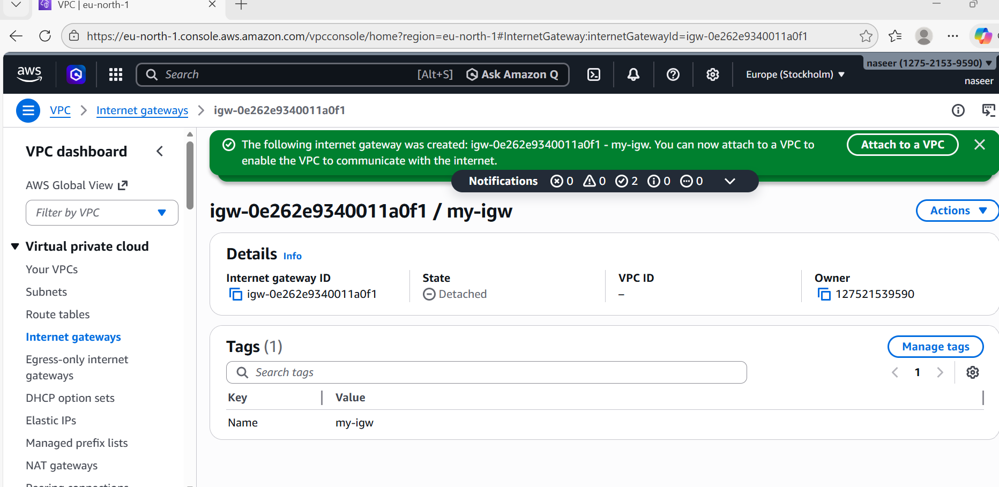 VPC | eu-north-1
https://eu-north-1.console.aws.amazon.com/vpcconsole/home?region=eu-north-1#InternetGateway:internetGatewayId=igw-0e262e9340011a0f1
aws
Search
[Alt+S]
Ask Amazon Q
Europe (Stockholm)
naseer (1275-2153-9590)
naseer
VPC
Internet gateways
igw-0e262e9340011a0f1
VPC dashboard
AWS Global View
Filter by VPC
Virtual private cloud
Your VPCs
Subnets
Route tables
Internet gateways
Egress-only internet
gateways
DHCP option sets
Elastic IPs
Managed prefix lists
NAT gateways
Peering connections
The following internet gateway was created: igw-0e262e9340011a0f1 - my-igw. You can now attach to a VPC to
enable the VPC to communicate with the internet.
Attach to a VPC
Notifications 0 0 2 0 0
igw-0e262e9340011a0f1 / my-igw
Actions
Details Info
Internet gateway ID
igw-0e262e9340011a0f1
State
Detached
VPC ID
–
Owner
127521539590
Tags (1)
Manage tags
Search tags
1
Key Value
Name my-igw